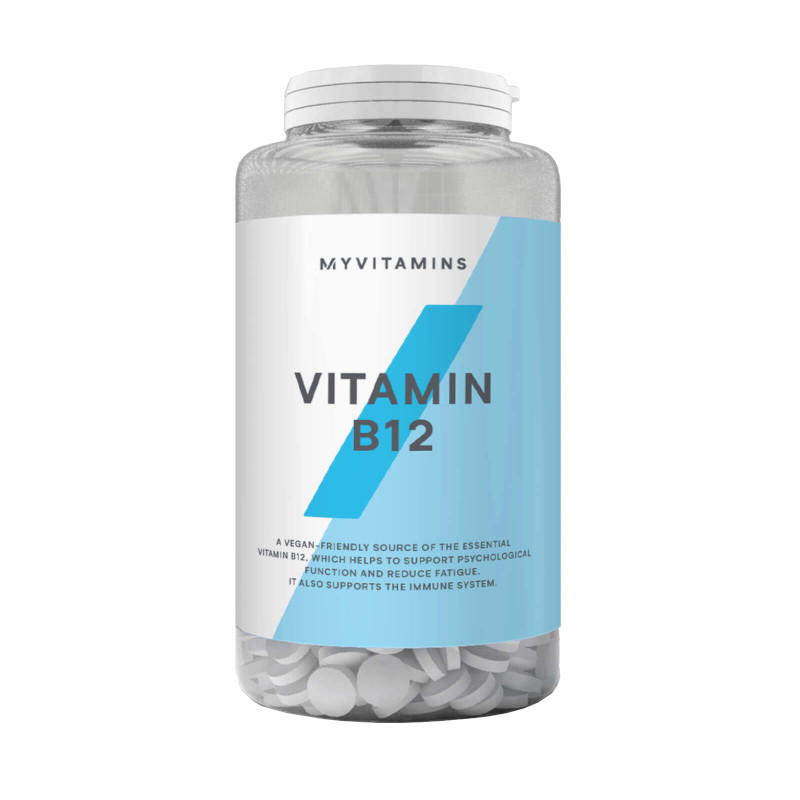 MYVITAMINS
VITAMIN
B12
A VEGAN-FRIENDLY SOURCE OF THE ESSENTIAL
VITAMIN B12, WHICH HELPS TO SUPPORT PSYCHOLOGICAL
FUNCTION AND REDUCE FATIGUE.
IT ALSO SUPPORTS THE IMMUNE SYSTEM.